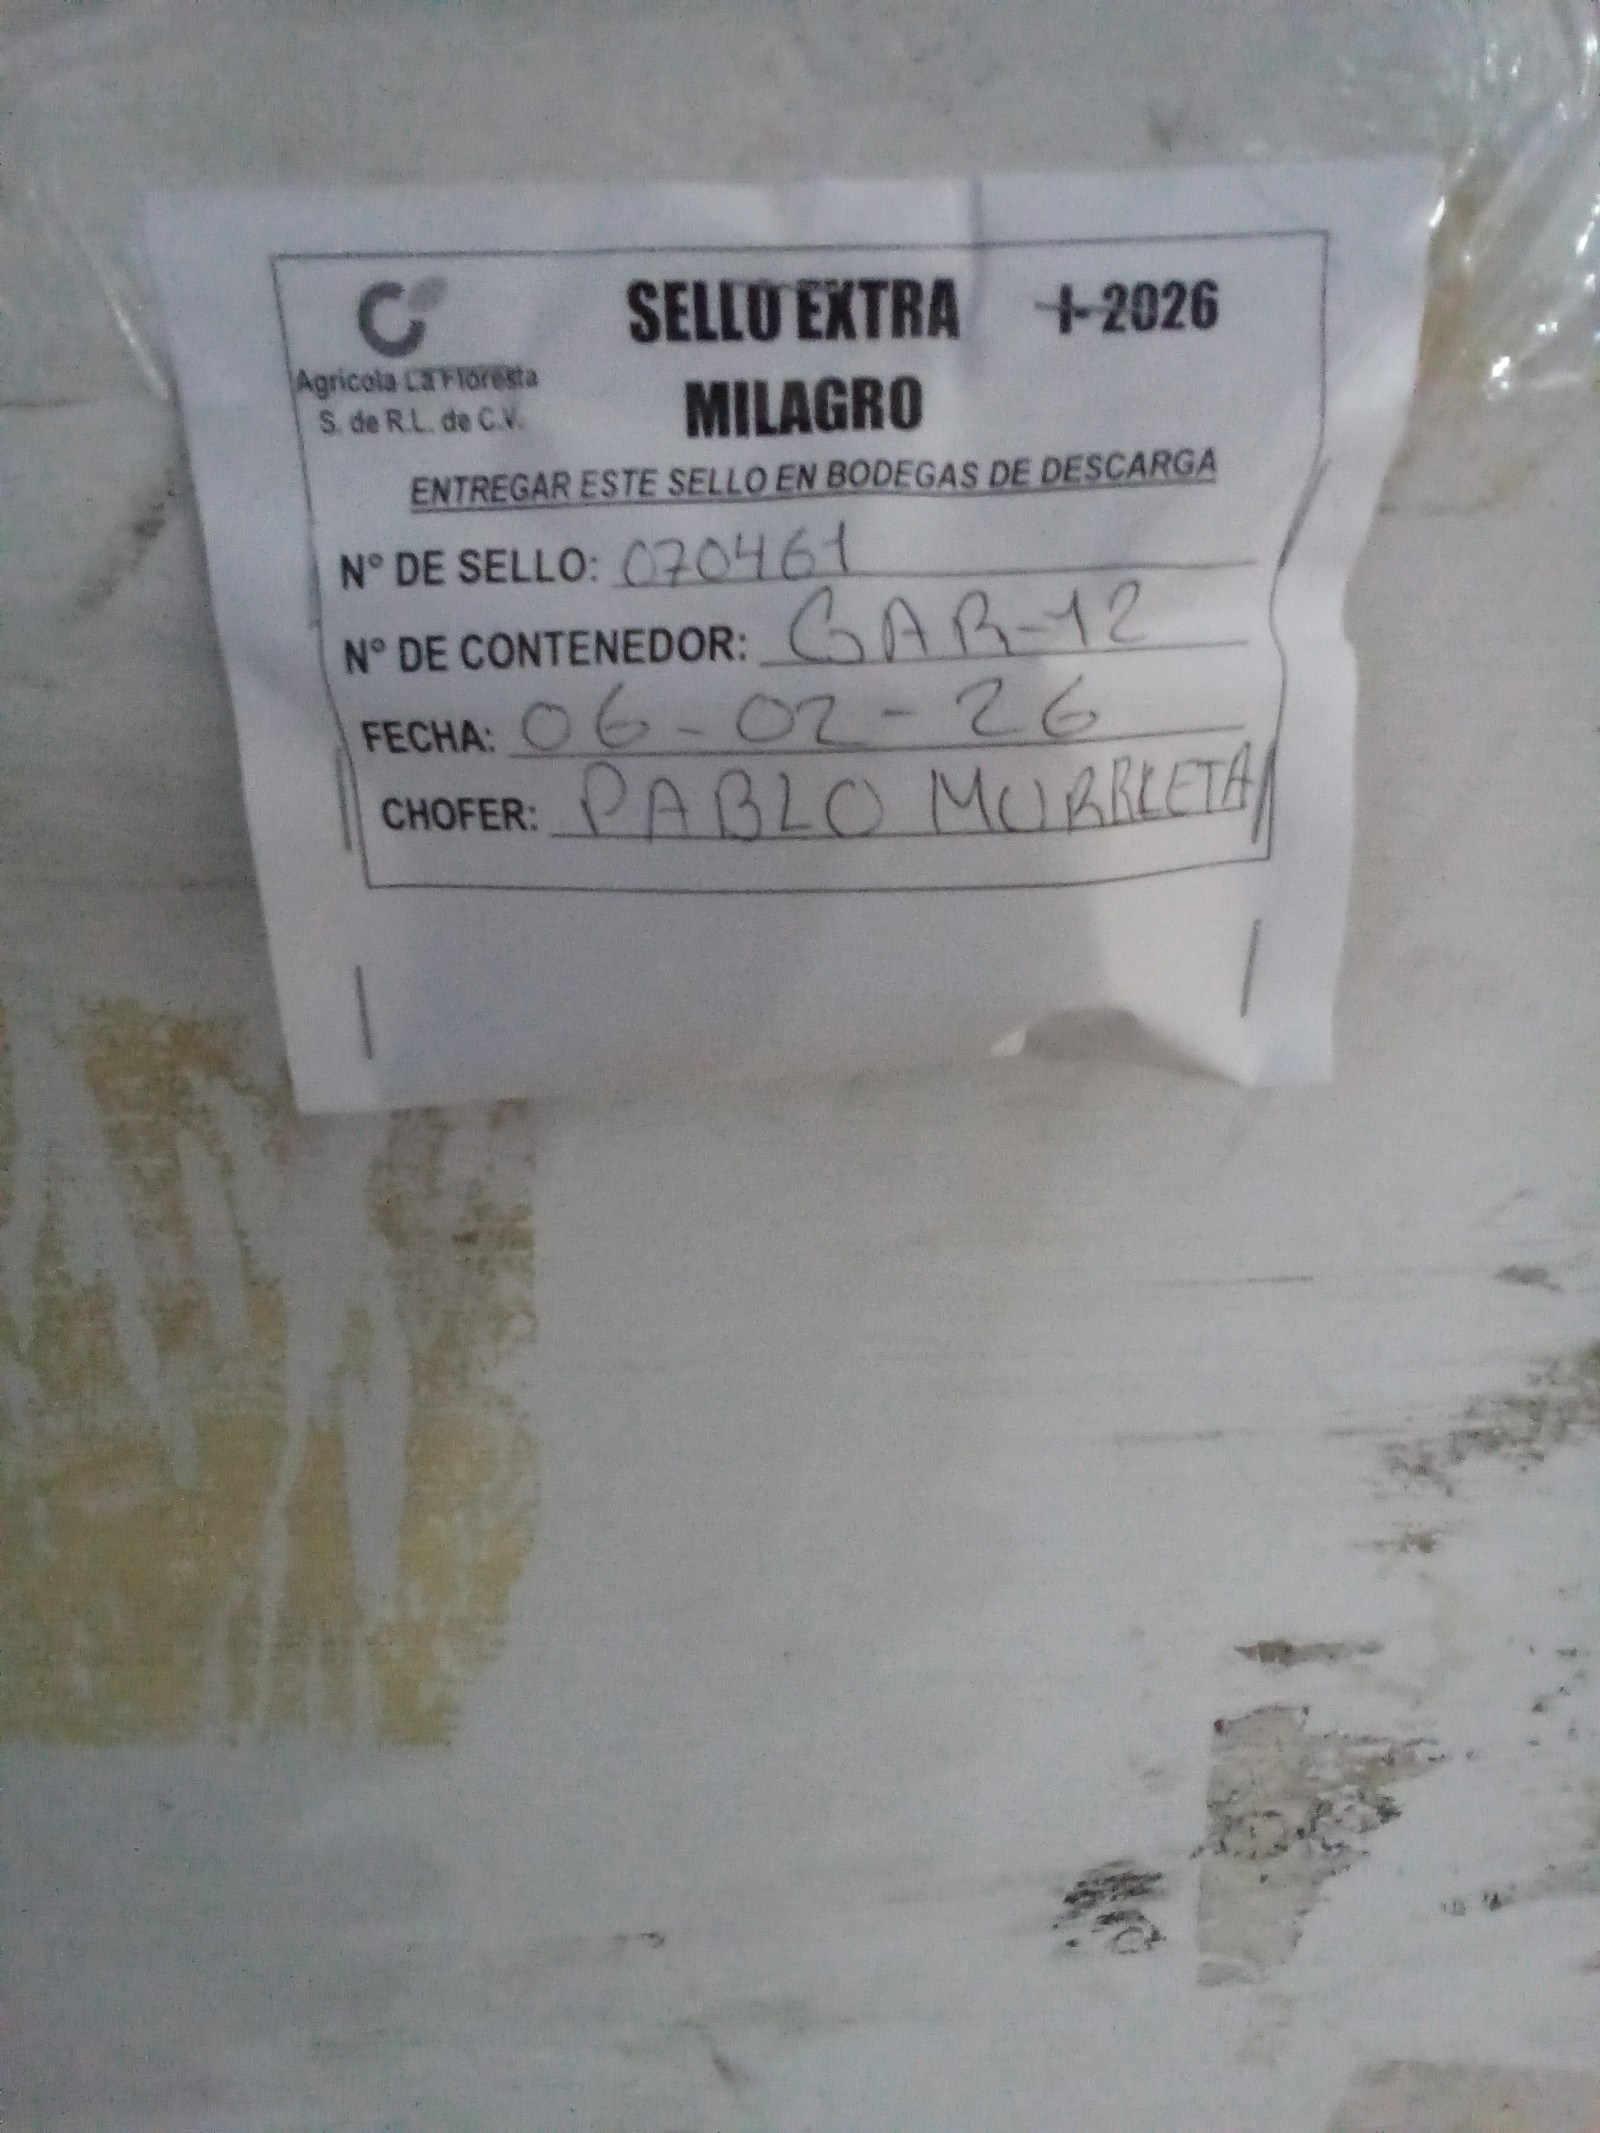 SELLO EXTRA I-2026
Agricola La Floresta
S. de R.L. de C.V.
MILAGRO
ENTREGAR ESTE SELLO EN BODEGAS DE DESCARGA
N° DE SELLO: 070461
N° DE CONTENEDOR: GAR-12
FECHA: 06-02-26
CHOFER: PABLO MURRLETA